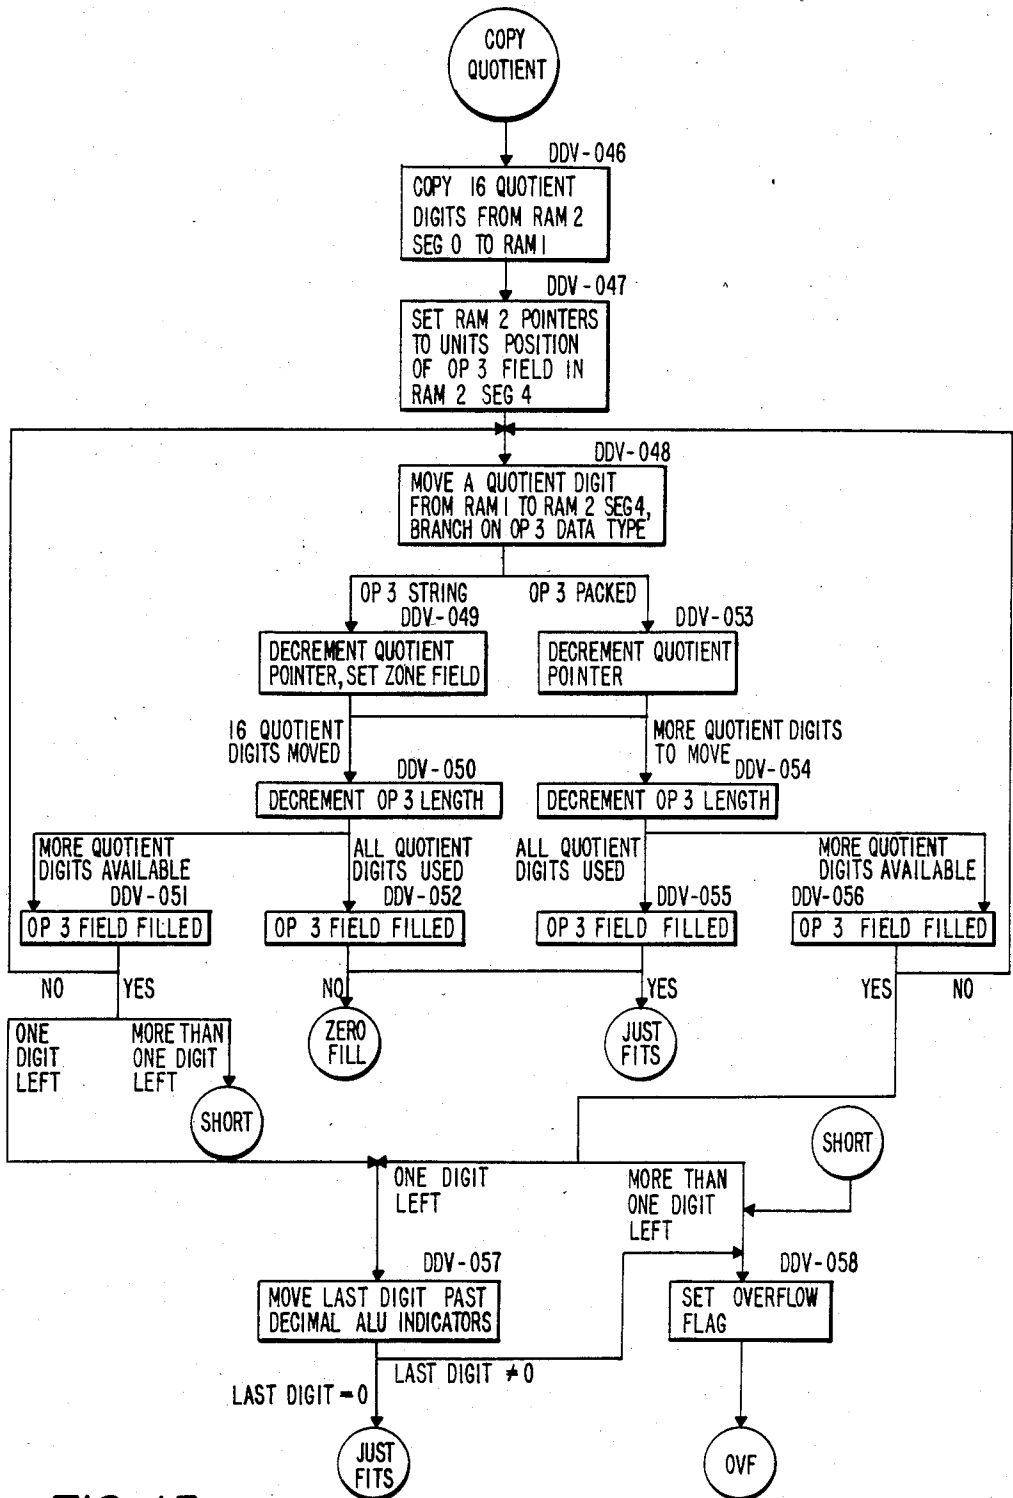 COPY
QUOTIENT
DDV-046
COPY 16 QUOTIENT
DIGITS FROM RAM 2
SEG 0 TO RAM 1
DDV-047
SET RAM 2 POINTERS
TO UNITS POSITION
OF OP 3 FIELD IN
RAM 2 SEG 4
DDV-048
MOVE A QUOTIENT DIGIT
FROM RAM 1 TO RAM 2 SEG4,
BRANCH ON OP 3 DATA TYPE
OP 3 STRING
OP 3 PACKED
DDV-049
DECREMENT QUOTIENT
POINTER, SET ZONE FIELD
DDV-053
DECREMENT QUOTIENT
POINTER
16 QUOTIENT
DIGITS MOVED
MORE QUOTIENT DIGITS
TO MOVE
DDV-050
DECREMENT OP 3 LENGTH
DDV-054
DECREMENT OP 3 LENGTH
MORE QUOTIENT
DIGITS AVAILABLE
ALL QUOTIENT
DIGITS USED
ALL QUOTIENT
DIGITS USED
MORE QUOTIENT
DIGITS AVAILABLE
DDV-051
OP 3 FIELD FILLED
DDV-052
OP 3 FIELD FILLED
DDV-055
OP 3 FIELD FILLED
DDV-056
OP 3 FIELD FILLED
NO
YES
NO
YES
YES
NO
ONE
DIGIT
LEFT
MORE THAN
ONE DIGIT
LEFT
ZERO
FILL
JUST
FITS
SHORT
SHORT
ONE DIGIT
LEFT
MORE THAN
ONE DIGIT
LEFT
DDV-057
MOVE LAST DIGIT PAST
DECIMAL ALU INDICATORS
DDV-058
SET OVERFLOW
FLAG
LAST DIGIT ≠ 0
LAST DIGIT = 0
JUST
FITS
OVF